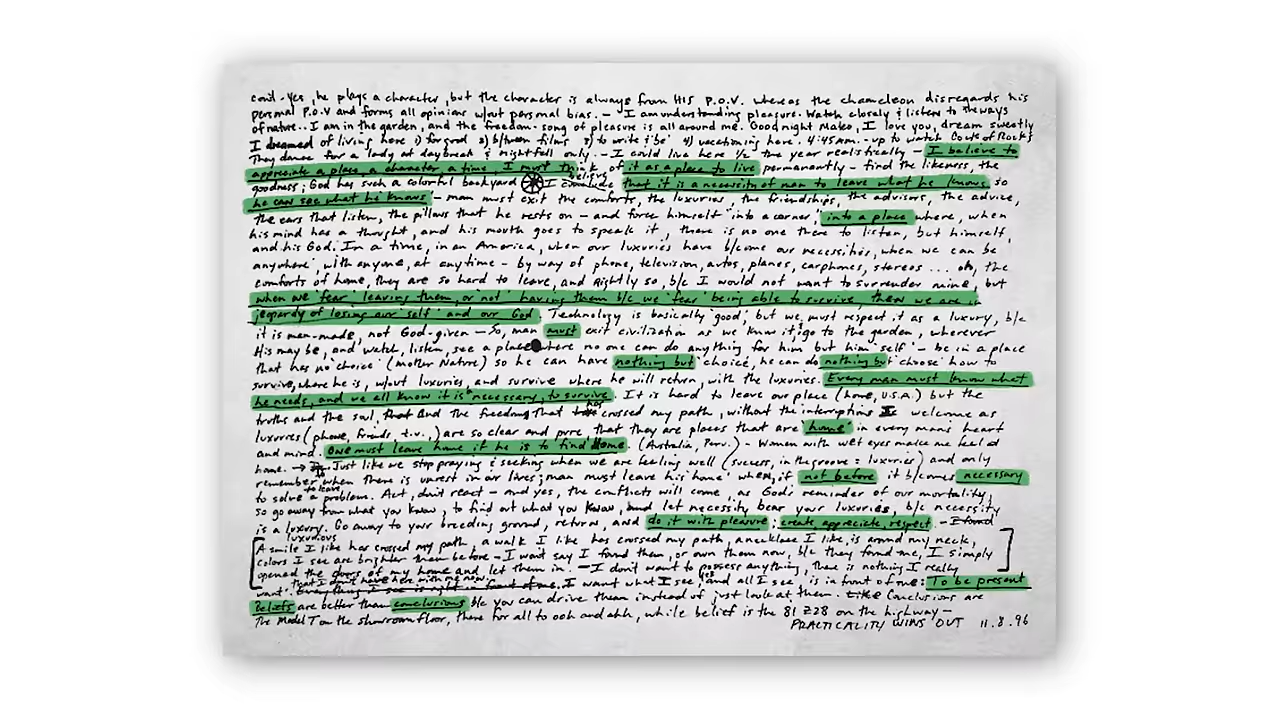 cont - yes, he plays a character, but the character is always from HIS P.O.V. whereas the chameleon disregards his
personal P.O.V and forms all opinions w/out personal bias. - I am understanding pleasure. Watch closely & listen to the ways
of nature.. I am in the garden, and the freedom-song of pleasure is all around me. Good night Mako, I love you, dream sweetly
I dreamed of living here 1) for good 2) b/tween films 3) to write & 'be' 4) vacationing here. 4:45am. - up to watch Cocks of Rock;
They dance for a lady at daybreak & nightfall only. - I could live here 1/2 the year realistically - I believe to
appreciate a place, a character, a time, I must think of it as a place to live permanently - find the likeness, the
goodness; God has such a colorful backyard I believe that it is a necessity of man to leave what he knows so
he can see what he knows - man must exit the comforts, the luxuries, the friendships, the advisors, the advice,
the ears that listen, the pillows that he rests on - and force himself into a corner, into a place where, when
his mind has a thought, and his mouth goes to speak it, there is no one there to listen, but himself,
and his God. In a time, in an America, when our luxuries have b/come our necessities, when we can be
anywhere, with anyone, at anytime - by way of phone, television, autos, planes, carphones, stereos ... oh, the
comforts of home, they are so hard to leave, and rightly so, b/c I would not want to surrender mine, but
when we 'fear' leaving them, or 'not' having them b/c we 'fear' being able to survive, then we are in
jeopardy of losing our 'self' and our God. Technology is basically good, but we must respect it as a luxury, b/c
it is man-made, not God-given - So, man must exit civilization as we know it, go to the garden, wherever
His may be, and watch, listen, see a place where no one can do anything for him but him 'self' - be in a place
that has no choice (mother Nature) so he can have nothing but choice, he can do nothing but 'choose' how to
survive, where he is, w/out luxuries, and survive where he will return, with the luxuries. Every man must know what
he needs, and we all know it is necessary, to survive. It is hard to leave our place (home, U.S.A.) but the
truths and the soul, And the freedom that has crossed my path, without the interruptions I welcome as
luxuries (phone, friends, t.v.,) are so clear and pure that they are places that are 'home' in every man's heart
and mind. One must leave home if he is to find Home. (Australia, Peru.) - Women with wet eyes make me feel at
home. → Just like we stop praying & seeking when we are feeling well (success, in the groove = luxuries) and only
remember to when there is unrest in our lives; man must leave his 'home' when, if not before it b/comes necessary
to leave to solve a problem. Act, don't react - and yes, the conflicts will come, as God's reminder of our mortality,
so go away from what you know, to find out what you know, and let necessity bear your luxuries, b/c necessity
is a luxury. Go away to your breeding ground, return, and do it with pleasure; create, appreciate, respect. - I found
A luxurious smile I like has crossed my path, a walk I like has crossed my path, a necklace I like, is around my neck,
colors I see are brighter than before - I wont say I found them, or own them now, b/c they found me, I simply
opened the doors of my home and let them in. - I don't want to possess anything, there is nothing I really
want that I don't have here with me now. I want what I see, yes and all I see is in front of me: To be present
Beliefs are better than conclusions b/c you can drive them instead of just look at them. Conclusions are
The Model T on the showroom floor, there for all to ooh and ahh, while belief is the 81 Z28 on the highway -
PRACTICALITY WINS OUT 11.8.96